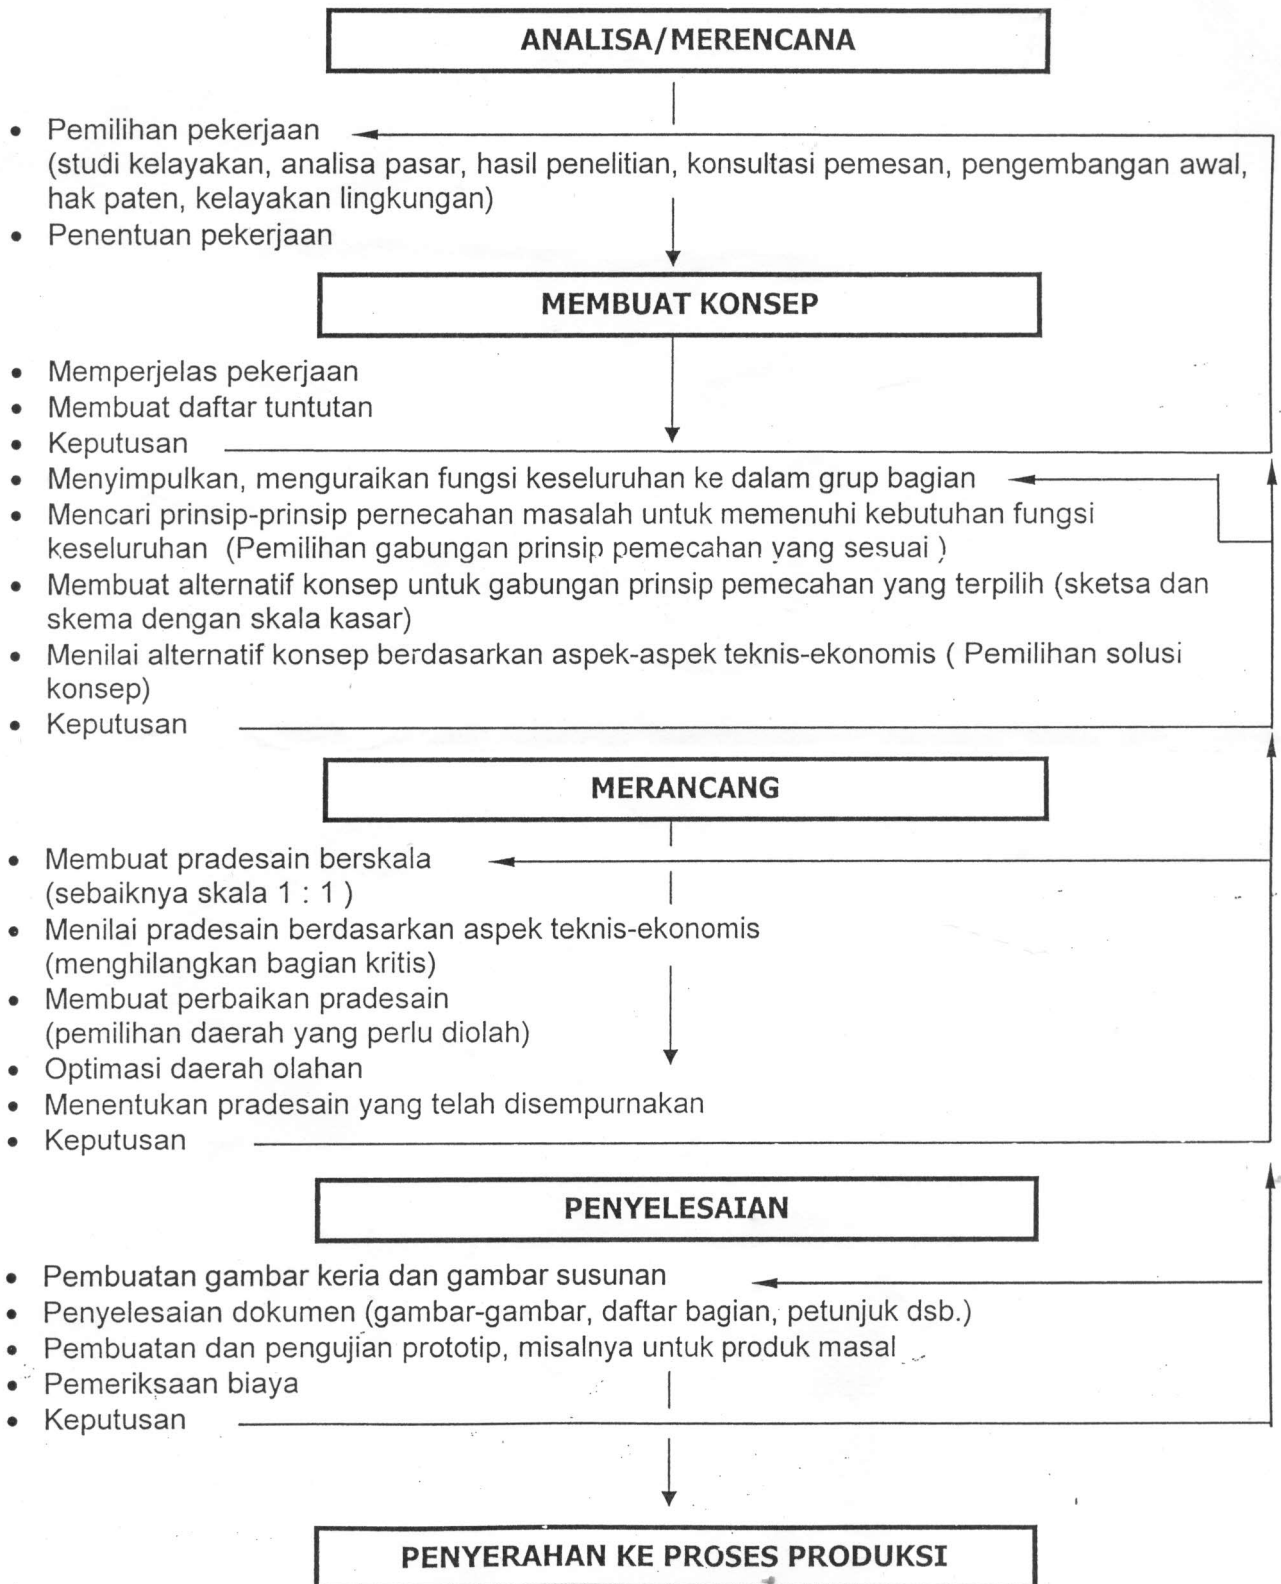 ANALISA/MERENCANA
• Pemilihan pekerjaan
(studi kelayakan, analisa pasar, hasil penelitian, konsultasi pemesan, pengembangan awal,
hak paten, kelayakan lingkungan)
• Penentuan pekerjaan
MEMBUAT KONSEP
• Memperjelas pekerjaan
• Membuat daftar tuntutan
• Keputusan
• Menyimpulkan, menguraikan fungsi keseluruhan ke dalam grup bagian
• Mencari prinsip-prinsip pernecahan masalah untuk memenuhi kebutuhan fungsi
keseluruhan (Pemilihan gabungan prinsip pemecahan yang sesuai )
• Membuat alternatif konsep untuk gabungan prinsip pemecahan yang terpilih (sketsa dan
skema dengan skala kasar)
• Menilai alternatif konsep berdasarkan aspek-aspek teknis-ekonomis ( Pemilihan solusi
konsep)
• Keputusan
MERANCANG
• Membuat pradesain berskala
(sebaiknya skala 1 : 1 )
• Menilai pradesain berdasarkan aspek teknis-ekonomis
(menghilangkan bagian kritis)
• Membuat perbaikan pradesain
(pemilihan daerah yang perlu diolah)
• Optimasi daerah olahan
• Menentukan pradesain yang telah disempurnakan
• Keputusan
PENYELESAIAN
• Pembuatan gambar keria dan gambar susunan
• Penyelesaian dokumen (gambar-gambar, daftar bagian, petunjuk dsb.)
• Pembuatan dan pengujian prototip, misalnya untuk produk masal
• Pemeriksaan biaya
• Keputusan
PENYERAHAN KE PROSES PRODUKSI